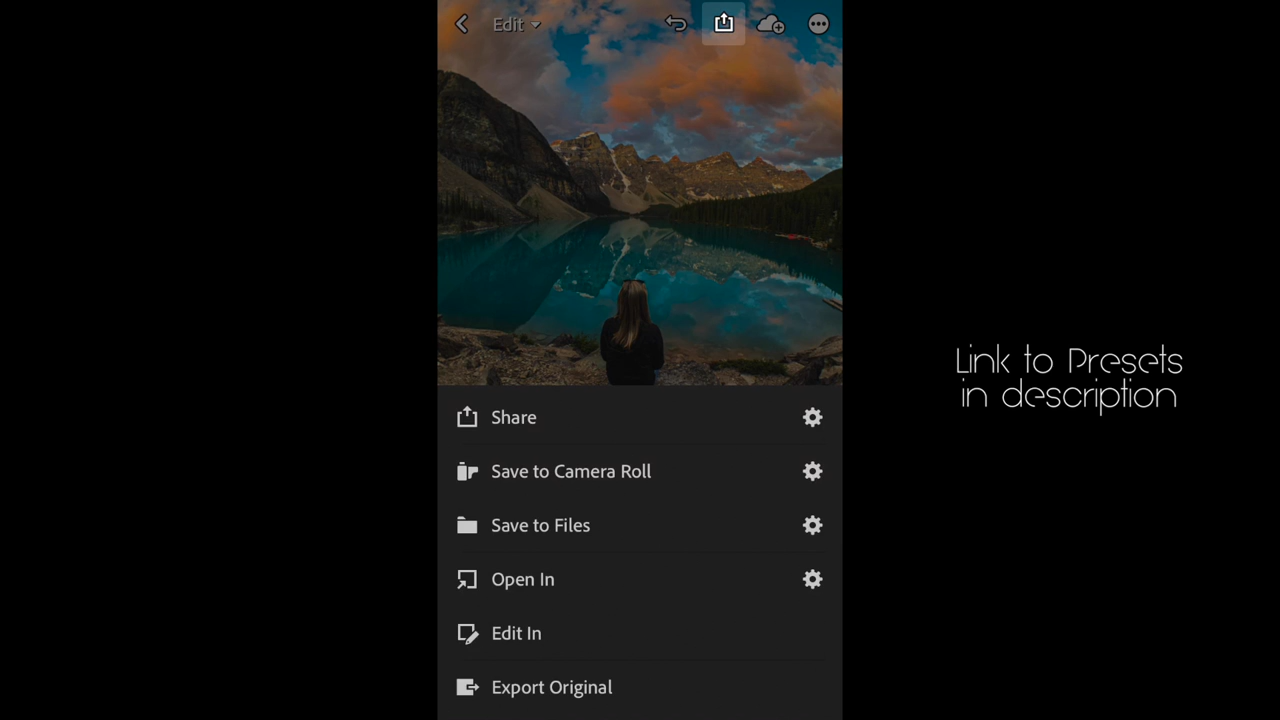 Edit
Share
Save to Camera Roll
Save to Files
Open In
Edit In
Export Original
Link to Presets
in description